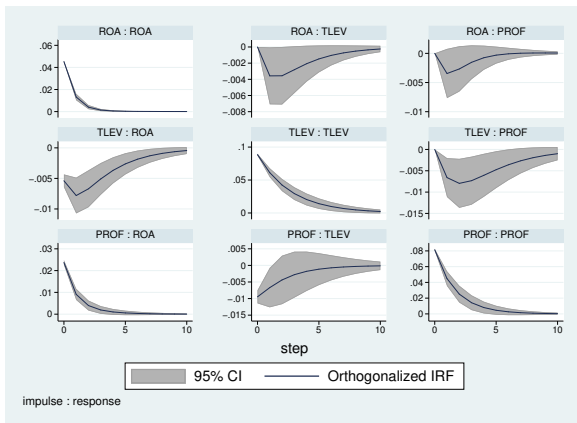 ROA : ROA
ROA : TLEV
ROA : PROF
.06
.04
.02
0
0
−.002
−.004
−.006
−.008
0
−.005
−.01
TLEV : ROA
TLEV : TLEV
TLEV : PROF
0
−.005
−.01
.1
.05
0
0
−.005
−.01
−.015
PROF : ROA
PROF : TLEV
PROF : PROF
.03
.02
.01
0
.005
0
−.005
−.01
−.015
.08
.06
.04
.02
0
0 5 10
0 5 10
0 5 10
step
95% CI
Orthogonalized IRF
impulse : response